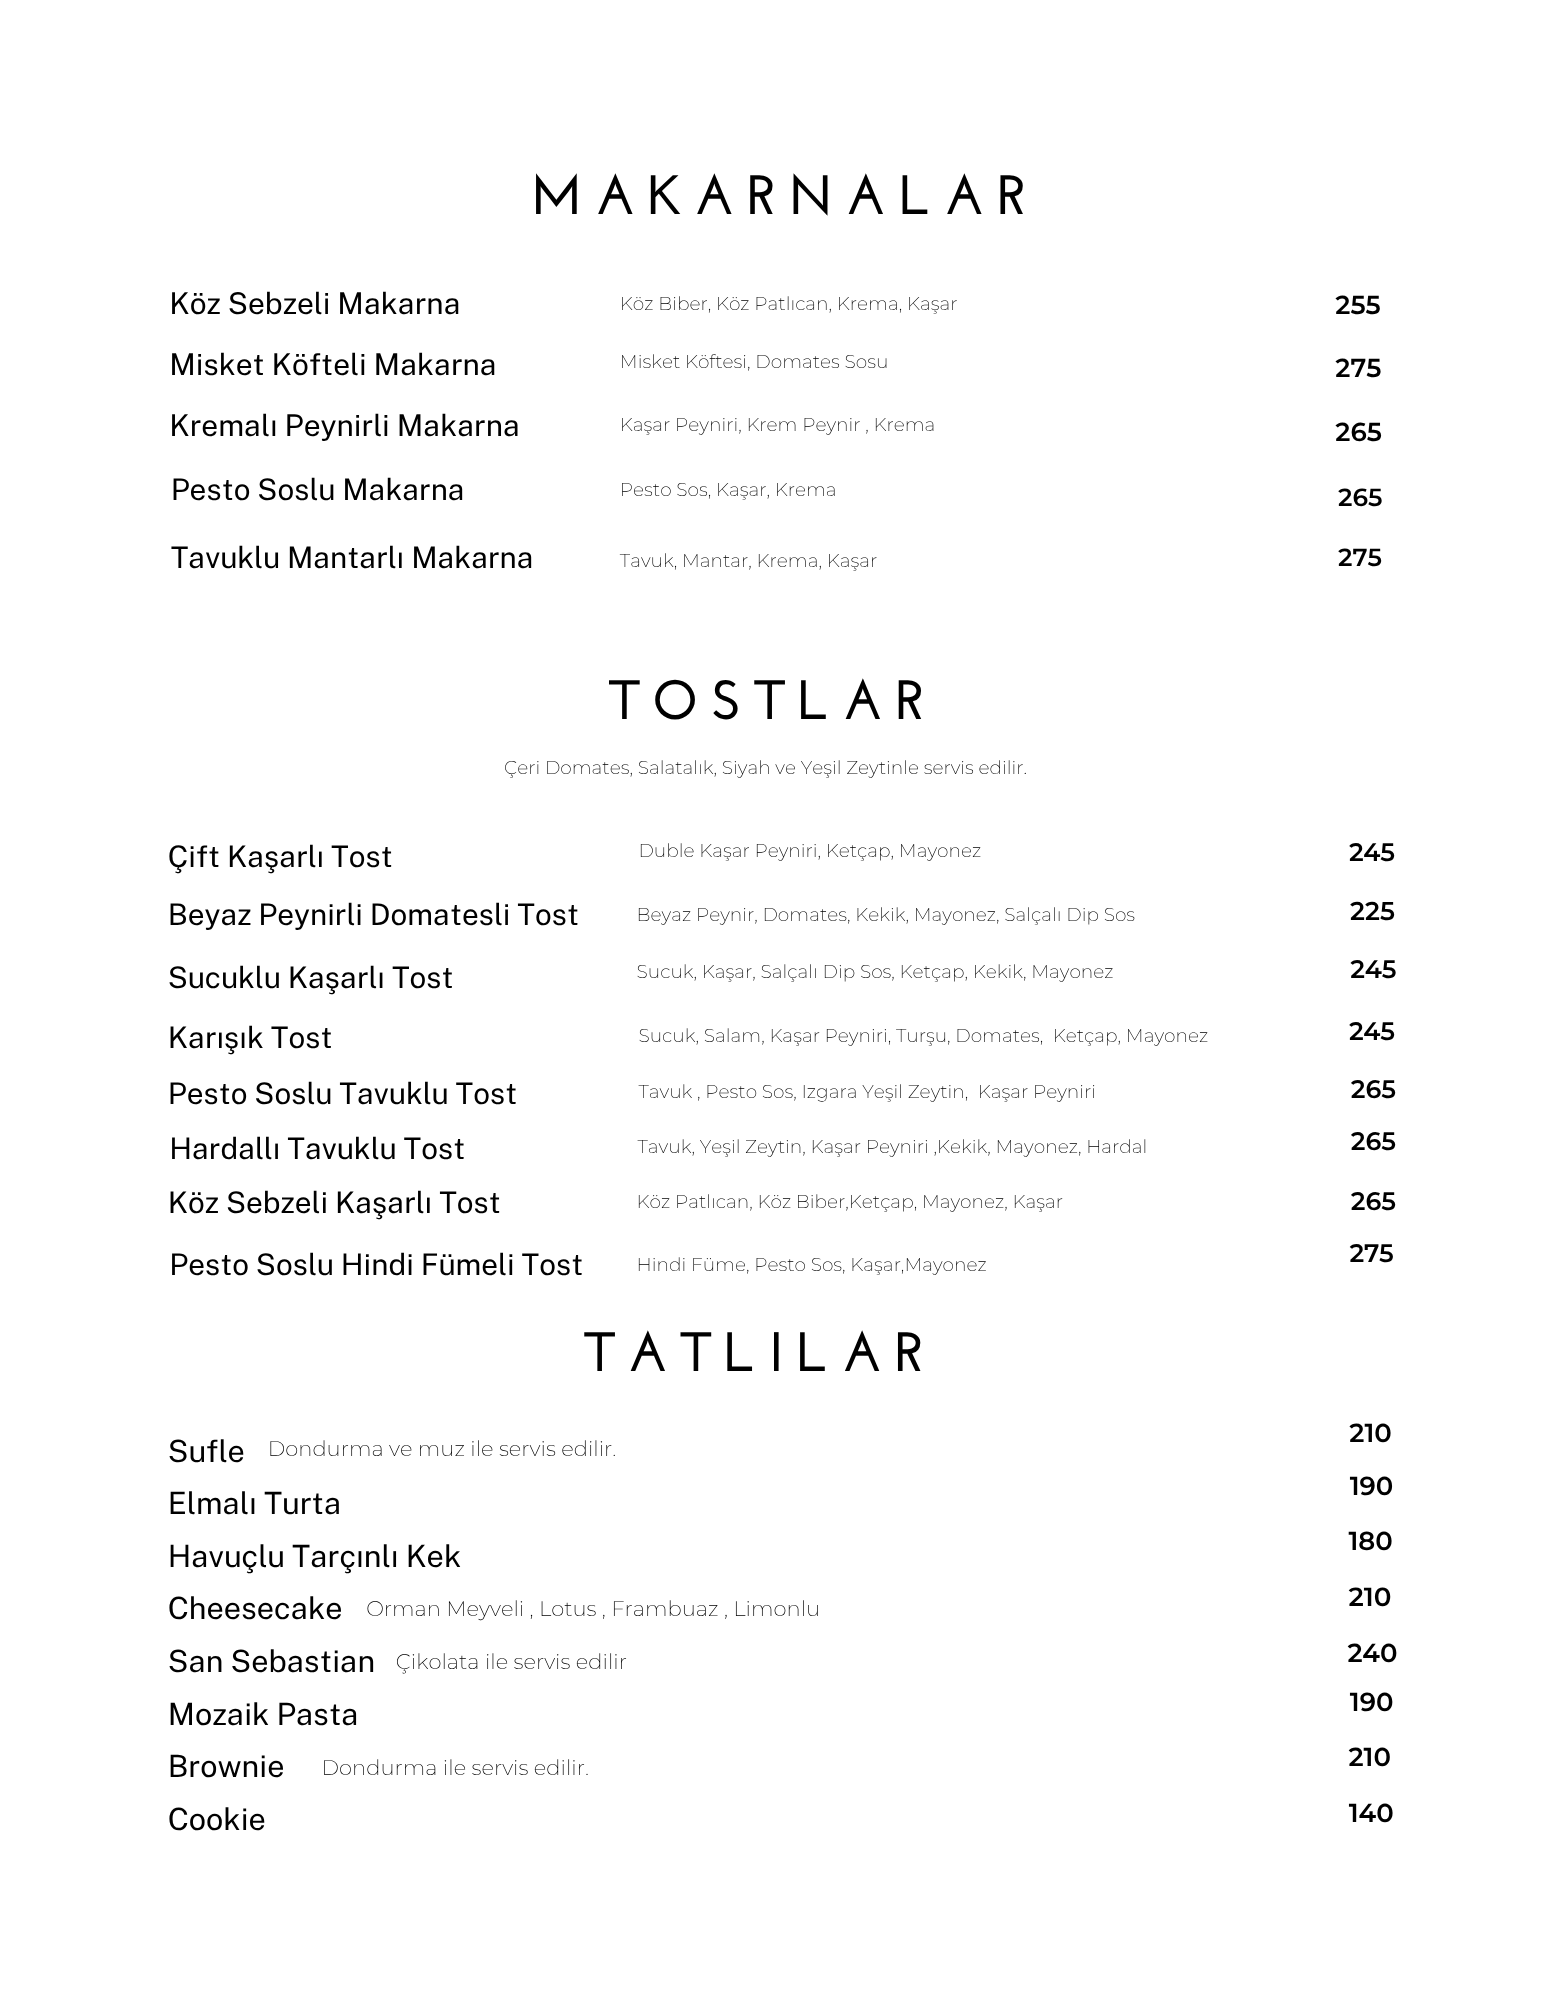 MAKARNALAR
Köz Sebzeli Makarna Köz Biber, Köz Patlıcan, Krema, Kaşar 255
Misket Köfteli Makarna Misket Köftesi, Domates Sosu 275
Kremalı Peynirli Makarna Kaşar Peyniri, Krem Peynir , Krema 265
Pesto Soslu Makarna Pesto Sos, Kaşar, Krema 265
Tavuklu Mantarlı Makarna Tavuk, Mantar, Krema, Kaşar 275
TOSTLAR
Çeri Domates, Salatalık, Siyah ve Yeşil Zeytinle servis edilir.
Çift Kaşarlı Tost Duble Kaşar Peyniri, Ketçap, Mayonez 245
Beyaz Peynirli Domatesli Tost Beyaz Peynir, Domates, Kekik, Mayonez, Salçalı Dip Sos 225
Sucuklu Kaşarlı Tost Sucuk, Kaşar, Salçalı Dip Sos, Ketçap, Kekik, Mayonez 245
Karışık Tost Sucuk, Salam, Kaşar Peyniri, Turşu, Domates,  Ketçap, Mayonez 245
Pesto Soslu Tavuklu Tost Tavuk , Pesto Sos, Izgara Yeşil Zeytin,  Kaşar Peyniri 265
Hardallı Tavuklu Tost Tavuk, Yeşil Zeytin, Kaşar Peyniri ,Kekik, Mayonez, Hardal 265
Köz Sebzeli Kaşarlı Tost Köz Patlıcan, Köz Biber,Ketçap, Mayonez, Kaşar 265
Pesto Soslu Hindi Fümeli Tost Hindi Füme, Pesto Sos, Kaşar,Mayonez 275
TATLILAR
Sufle Dondurma ve muz ile servis edilir. 210
Elmalı Turta 190
Havuçlu Tarçınlı Kek 180
Cheesecake Orman Meyveli , Lotus , Frambuaz , Limonlu 210
San Sebastian Çikolata ile servis edilir 240
Mozaik Pasta 190
Brownie Dondurma ile servis edilir. 210
Cookie 140